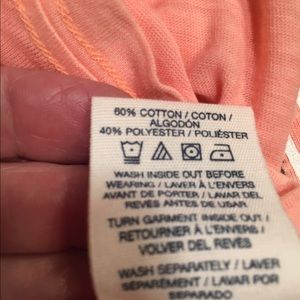 60% COTTON / COTON /
ALGODÓN
40% POLYESTER / POLIÉSTER
WASH INSIDE OUT BEFORE
WEARING / LAVER À L'ENVERS
AVANT DE PORTER / LAVAR DEL
REVÉS ANTES DE USAR
TURN GARMENT INSIDE OUT /
RETOURNER À L'ENVERS /
VOLVER DEL REVÉS
WASH SEPARATELY / LAVER
SÉPARÉMENT / LAVAR POR
SEPARADO